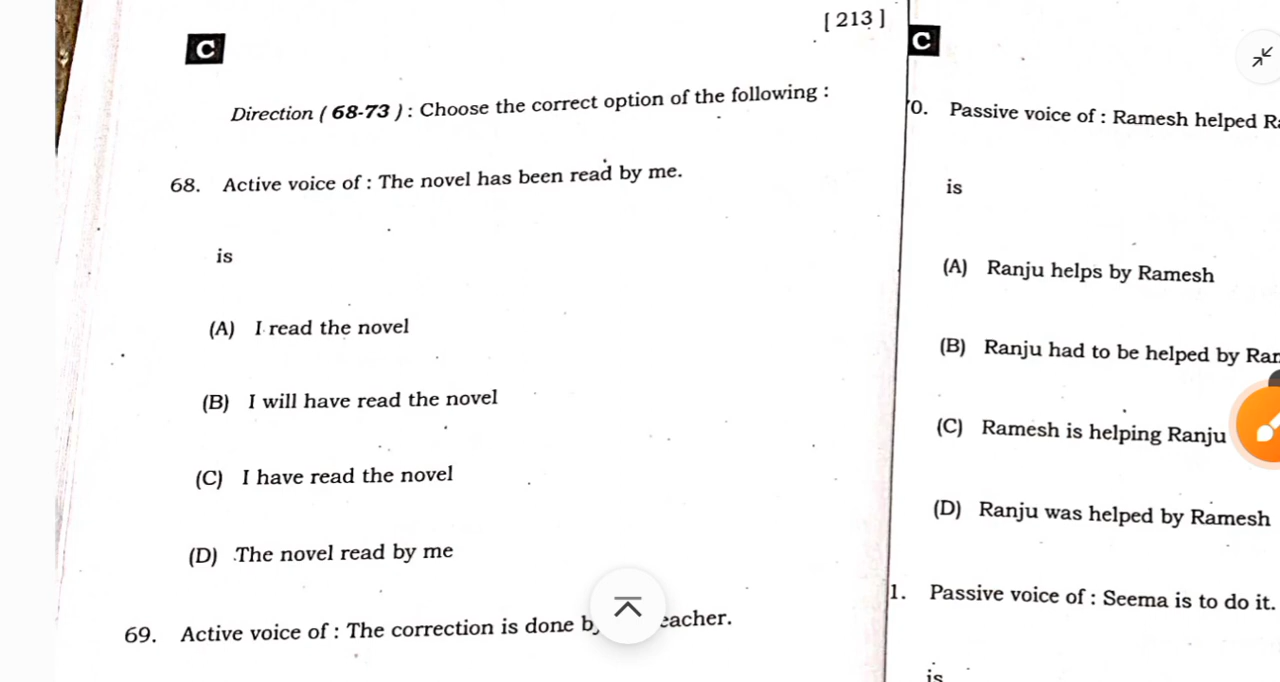 [ 213 ]
C
Direction ( 68-73 ) : Choose the correct option of the following :
68. Active voice of : The novel has been read by me.
is
(A) I read the novel
(B) I will have read the novel
(C) I have read the novel
(D) The novel read by me
69. Active voice of : The correction is done eacher.
C
0. Passive voice of : Ramesh helped
is
(A) Ranju helps by Ramesh
(B) Ranju had to be helped by
(C) Ramesh is helping Ranju
(D) Ranju was helped by Ramesh
1. Passive voice of : Seema is to do it.
is